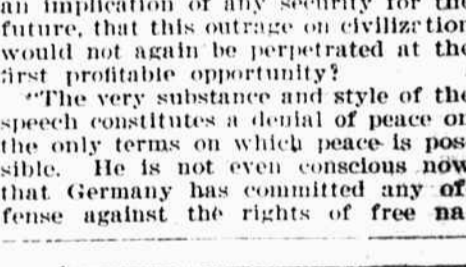 an implication of any security for the
future, that this outrage on civilization
would not again be perpetrated at the
first profitable opportunity?
"The very substance and style of the
speech constitutes a denial of peace on
the only terms on which peace is pos
sible. He is not even conscious now
that Germany has committed any of
fense against the rights of free na